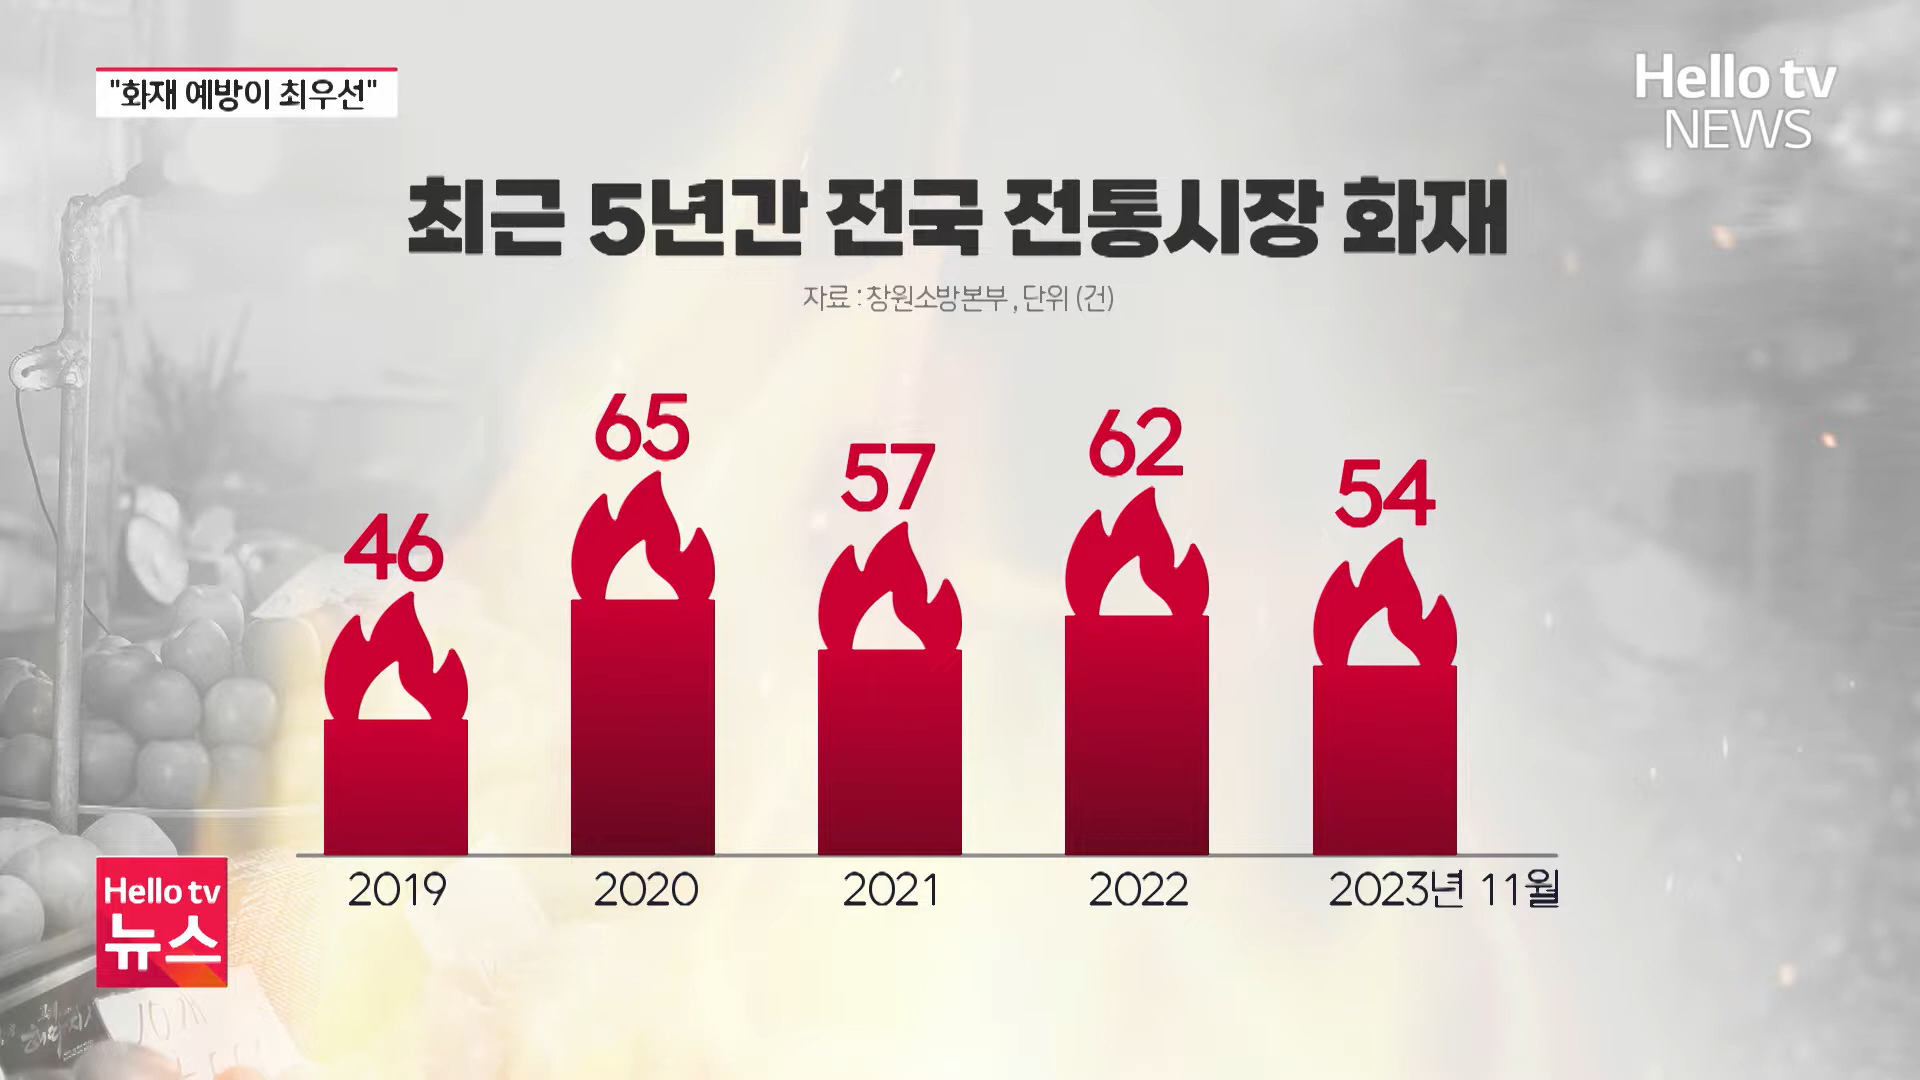 "화재 예방이 최우선"
Hello tv
NEWS
최근 5년간 전국 전통시장 화재
자료 : 창원소방본부 , 단위 (건)
46
65
57
62
54
2019
2020
2021
2022
2023년 11월
Hello tv
뉴스